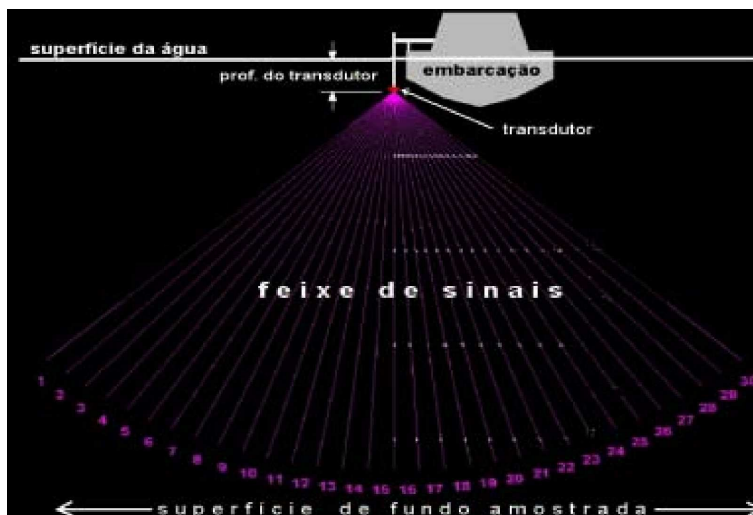 superfície da água
prof. do transdutor
embarcação
transdutor
feixe de sinais
1 2 3 4 5 6 7 8 9 10 11 12 13 14 15 16 17 18 19 20 21 22 23 24 25 26 27 28 29 30
superfície de fundo amostrada